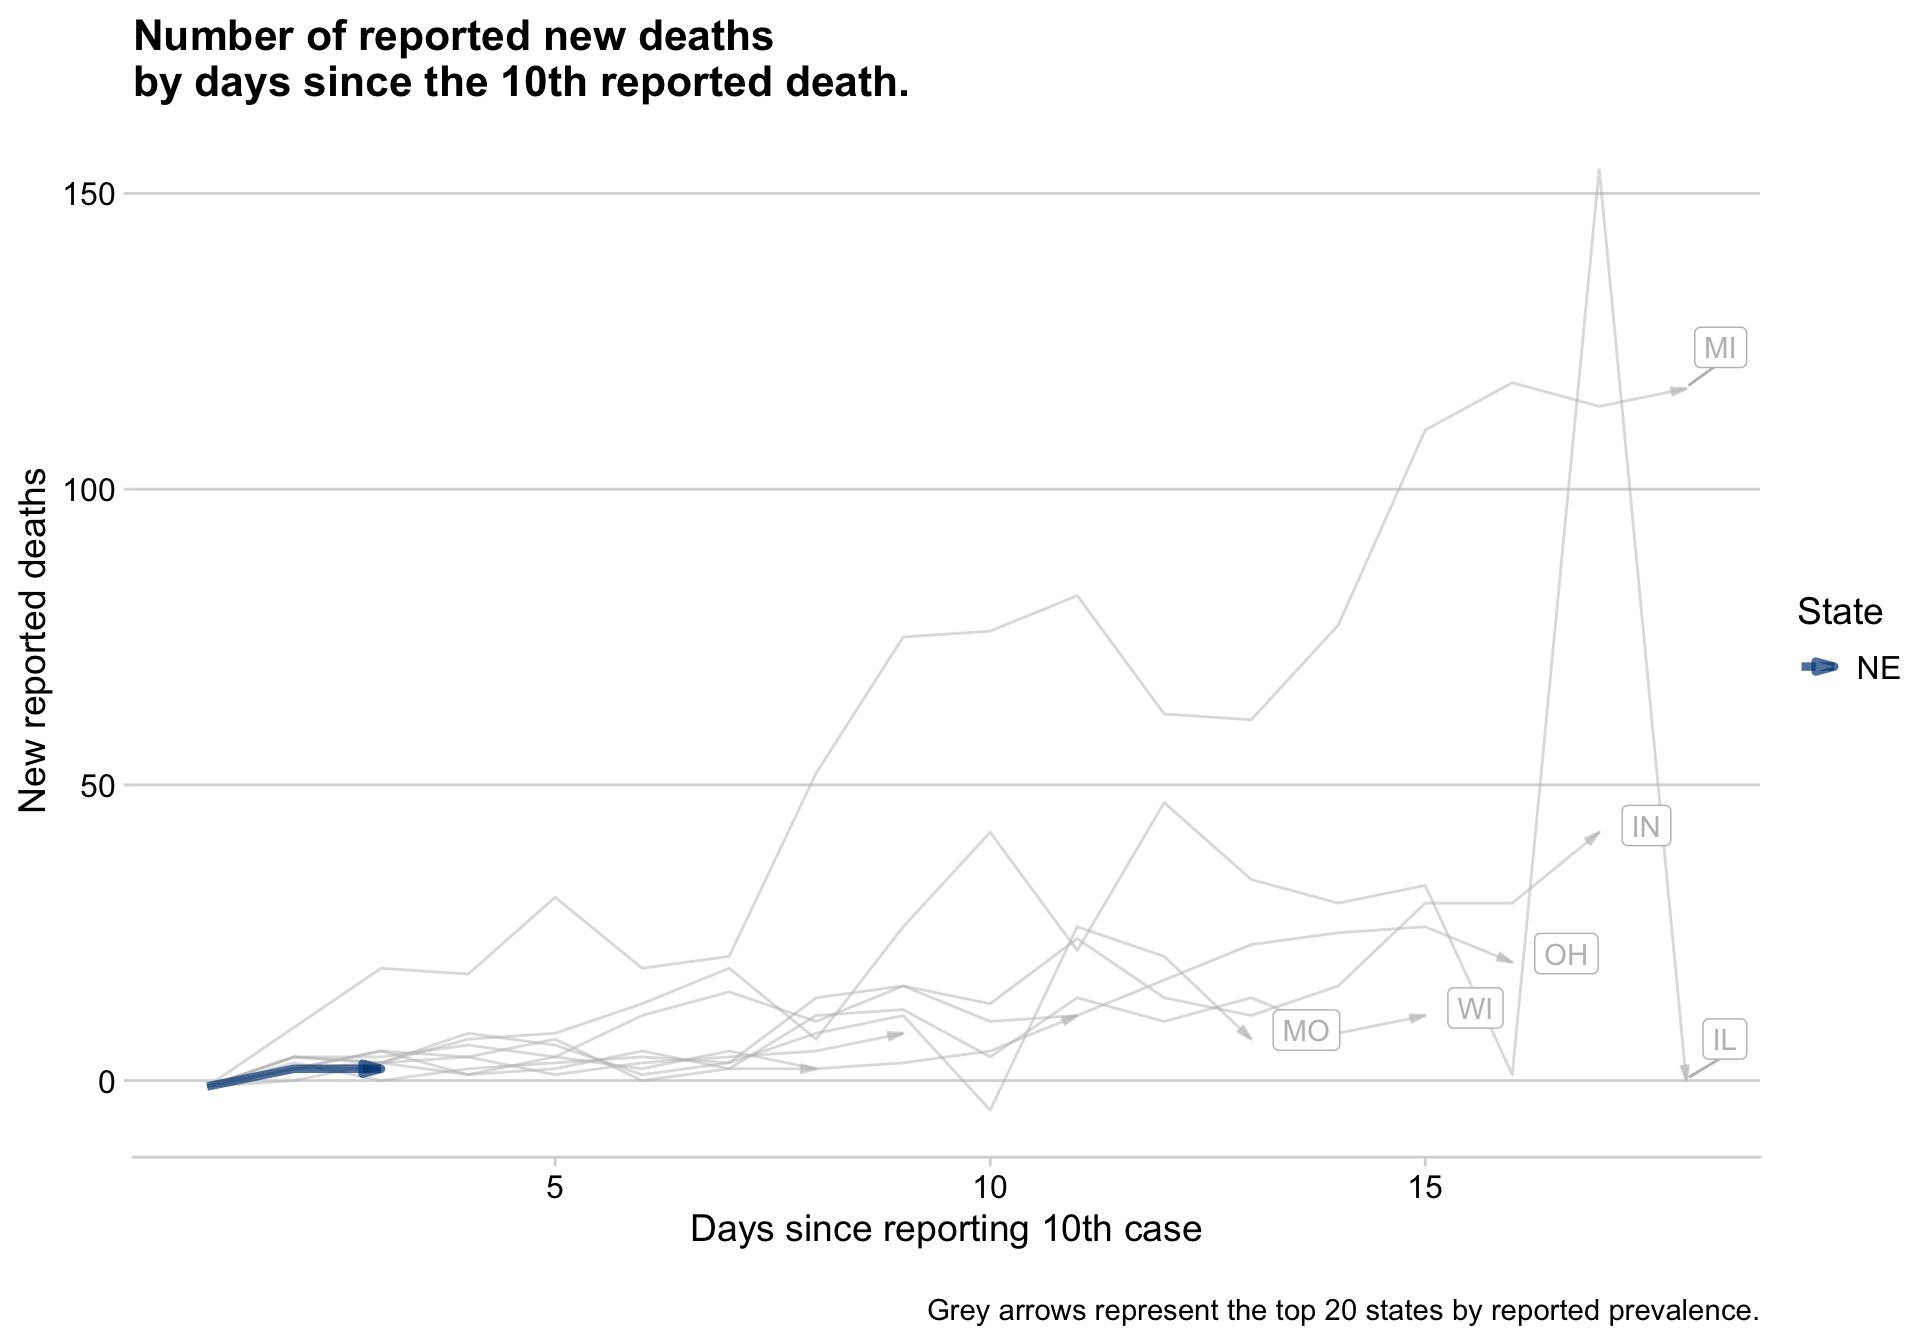 Number of reported new deaths
by days since the 10th reported death.
150
100
50
0
New reported deaths
MI
IN
OH
WI
MO
IL
State
NE
5 10 15
Days since reporting 10th case
Grey arrows represent the top 20 states by reported prevalence.